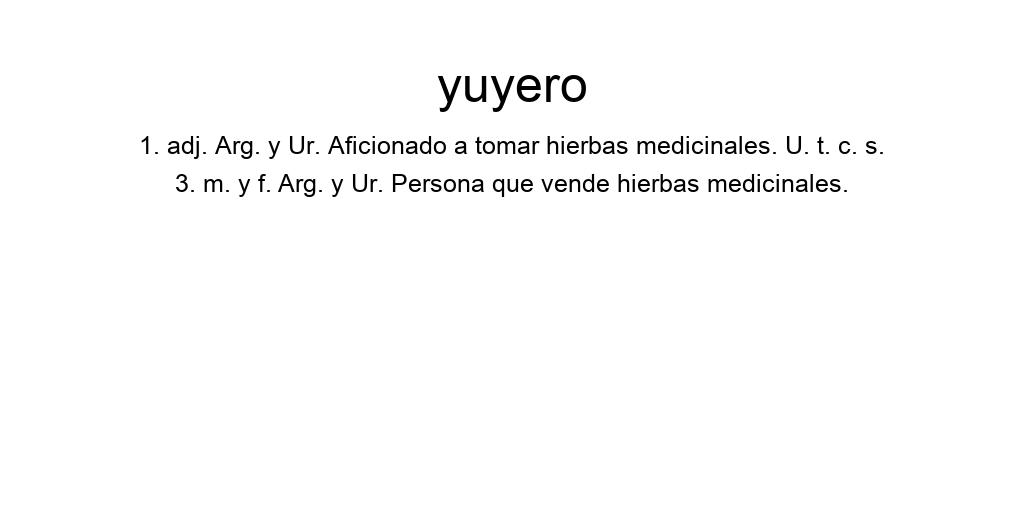 yuyero
1. adj. Arg. y Ur. Aficionado a tomar hierbas medicinales. U. t. c. s.
3. m. y f. Arg. y Ur. Persona que vende hierbas medicinales.